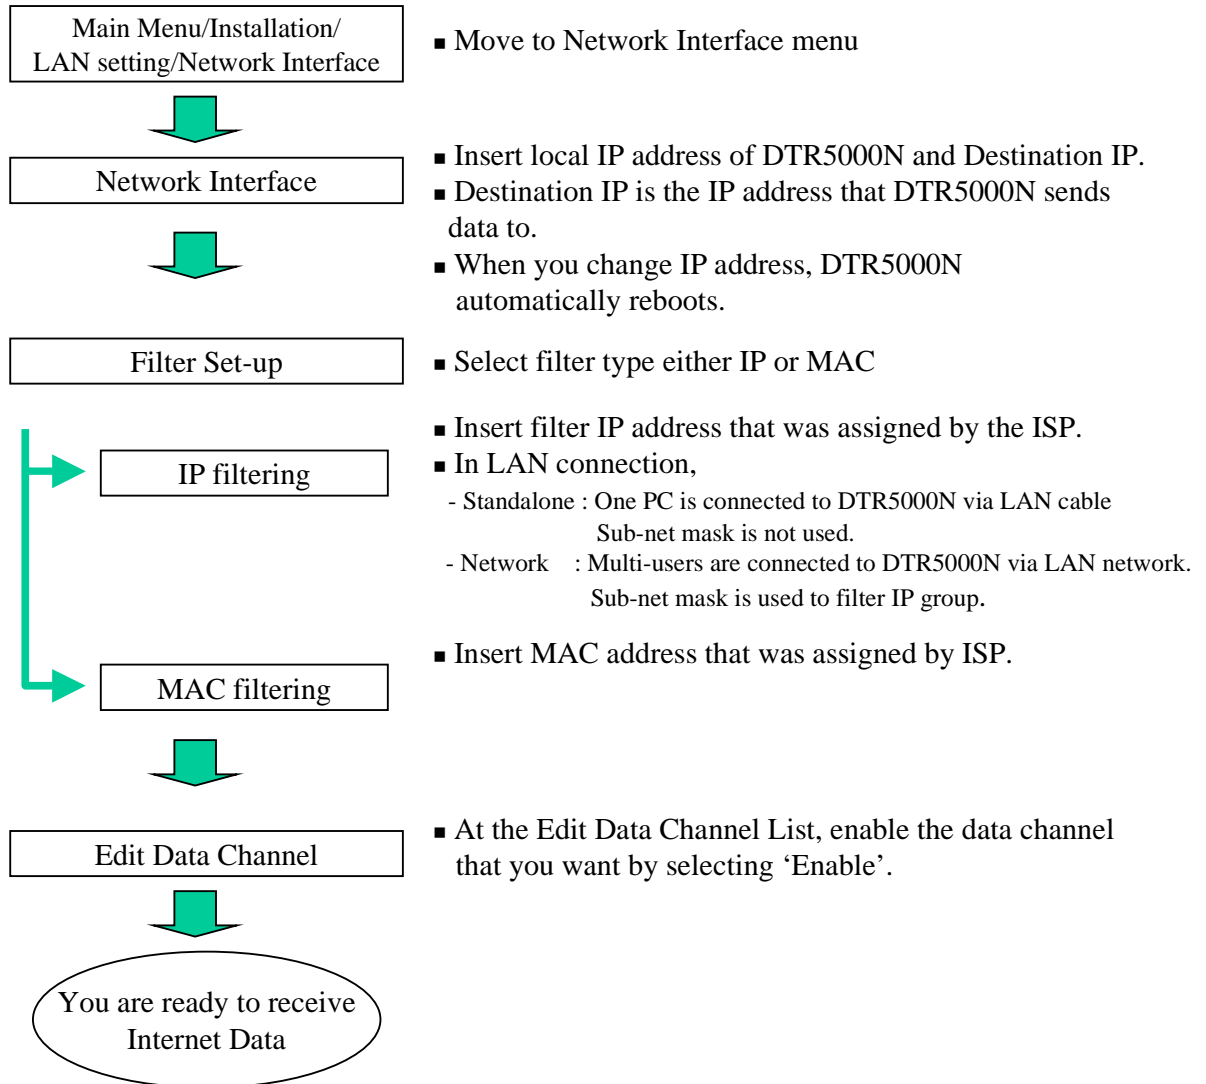 Main Menu/Installation/
LAN setting/Network Interface
■ Move to Network Interface menu
Network Interface
■ Insert local IP address of DTR5000N and Destination IP.
■ Destination IP is the IP address that DTR5000N sends
data to.
■ When you change IP address, DTR5000N
automatically reboots.
Filter Set-up
■ Select filter type either IP or MAC
IP filtering
■ Insert filter IP address that was assigned by the ISP.
■ In LAN connection,
- Standalone : One PC is connected to DTR5000N via LAN cable
Sub-net mask is not used.
- Network : Multi-users are connected to DTR5000N via LAN network.
Sub-net mask is used to filter IP group.
MAC filtering
■ Insert MAC address that was assigned by ISP.
Edit Data Channel
■ At the Edit Data Channel List, enable the data channel
that you want by selecting ‘Enable’.
You are ready to receive
Internet Data